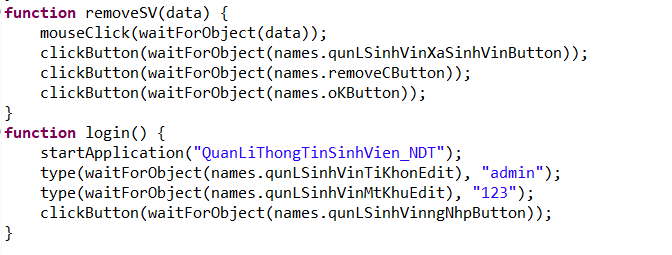 function removeSV(data) {
    mouseClick(waitForObject(data));
    clickButton(waitForObject(names.qunLSinhVinXaSinhVinButton));
    clickButton(waitForObject(names.removeCButton));
    clickButton(waitForObject(names.oKButton));
}
function login() {
    startApplication("QuanLiThongTinSinhVien_NDT");
    type(waitForObject(names.qunLSinhVinTiKhonEdit), "admin");
    type(waitForObject(names.qunLSinhVinMtKhuEdit), "123");
    clickButton(waitForObject(names.qunLSinhVinngNhpButton));
}